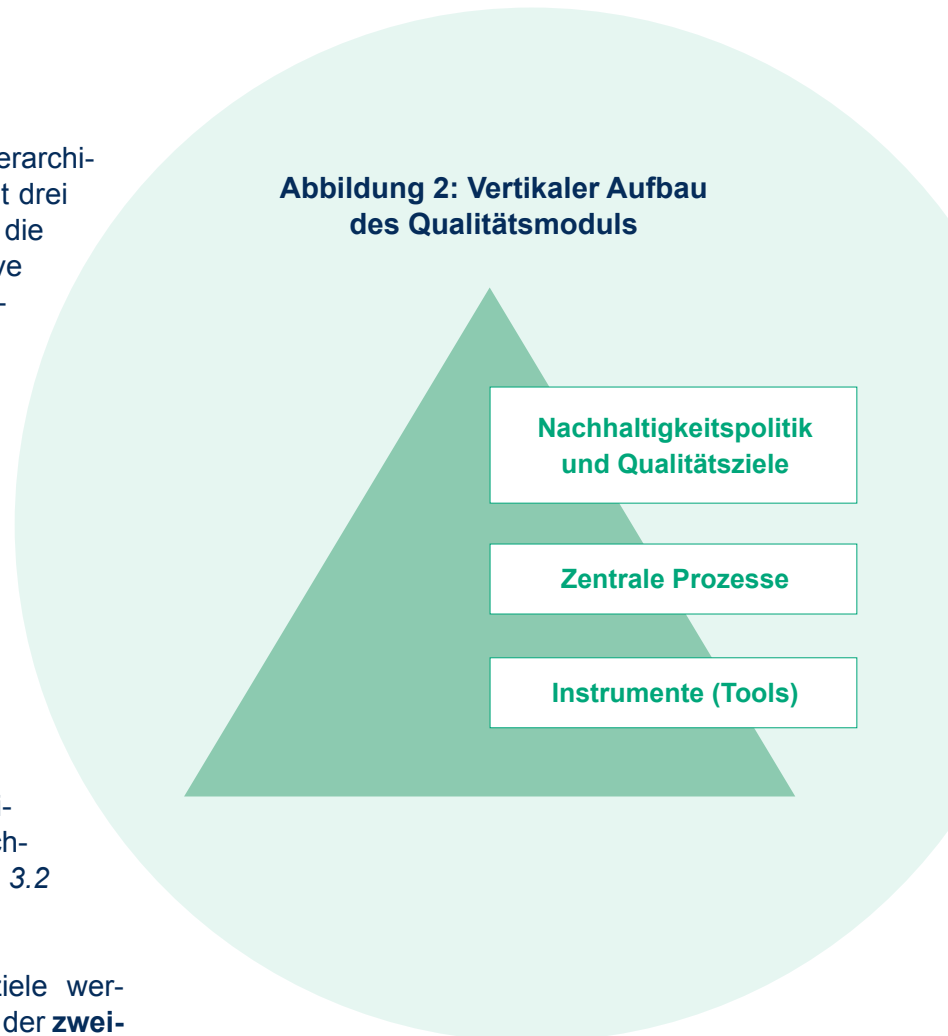 erarchi-
t drei
die
ve
-
i-
ch-
3.2
ziele wer-
der zwei-
Abbildung 2: Vertikaler Aufbau
des Qualitätsmoduls
Nachhaltigkeitspolitik
und Qualitätsziele
Zentrale Prozesse
Instrumente (Tools)